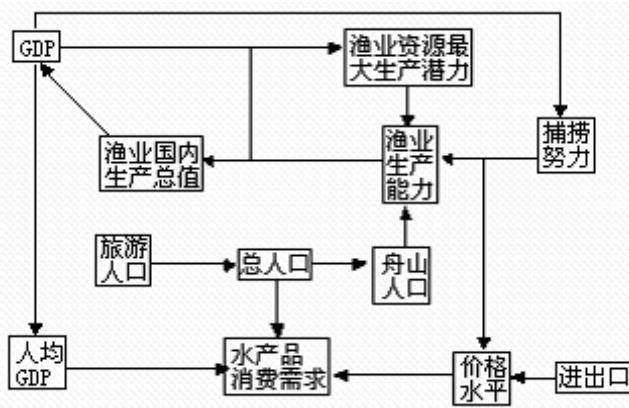 GDP
渔业资源最
大生产潜力
捕捞
努力
渔业国内
生产总值
渔业
生产
能力
旅游
人口
总人口
舟山
人口
人均
GDP
水产品
消费需求
价格
水平
进出口